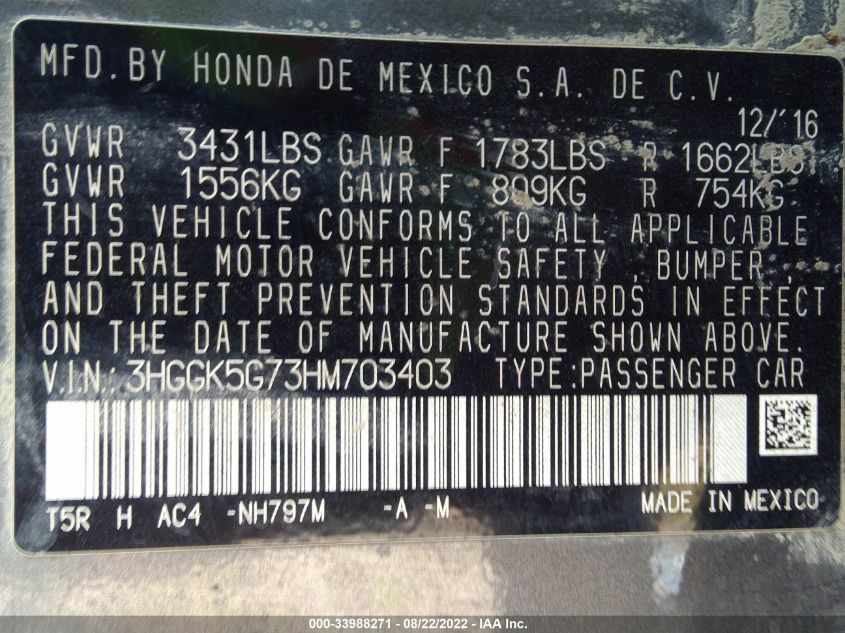 MFD. BY HONDA DE MEXICO S.A. DE C.V.
12/'16
GVWR 3431LBS GAWR F 1783LBS R 1662LBS
GVWR 1556KG GAWR F 809KG R 754KG
THIS VEHICLE CONFORMS TO ALL APPLICABLE
FEDERAL MOTOR VEHICLE SAFETY , BUMPER ,
AND THEFT PREVENTION STANDARDS IN EFFECT
ON THE DATE OF MANUFACTURE SHOWN ABOVE.
V.IN.: 3HGGK5G73HM703403 TYPE:PASSENGER CAR
T5R H AC4 -NH797M -A -M MADE IN MEXICO
000-33988271 - 08/22/2022 - IAA Inc.